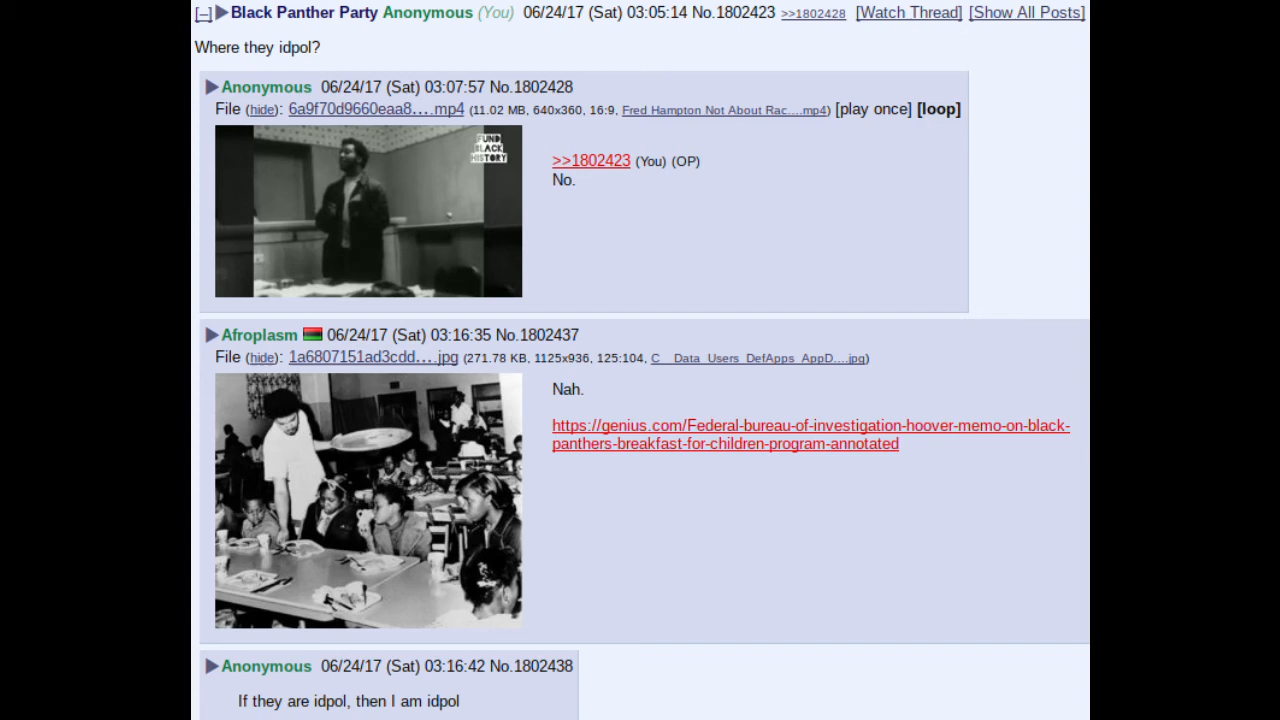 [–] ▶ Black Panther Party Anonymous (You) 06/24/17 (Sat) 03:05:14 No.1802423 >>1802428 [Watch Thread] [Show All Posts]
Where they idpol?
▶ Anonymous 06/24/17 (Sat) 03:07:57 No.1802428
File (hide): 6a9f70d9660eaa8….mp4 (11.02 MB, 640x360, 16:9, Fred Hampton Not About Rac….mp4) [play once] [loop]
FUND
BLACK
HISTORY
>>1802423 (You) (OP)
No.
▶ Afroplasm 06/24/17 (Sat) 03:16:35 No.1802437
File (hide): 1a6807151ad3cdd….jpg (271.78 KB, 1125x936, 125:104, C__Data_Users_DefApps_AppD….jpg)
Nah.
https://genius.com/Federal-bureau-of-investigation-hoover-memo-on-black-
panthers-breakfast-for-children-program-annotated
▶ Anonymous 06/24/17 (Sat) 03:16:42 No.1802438
If they are idpol, then I am idpol